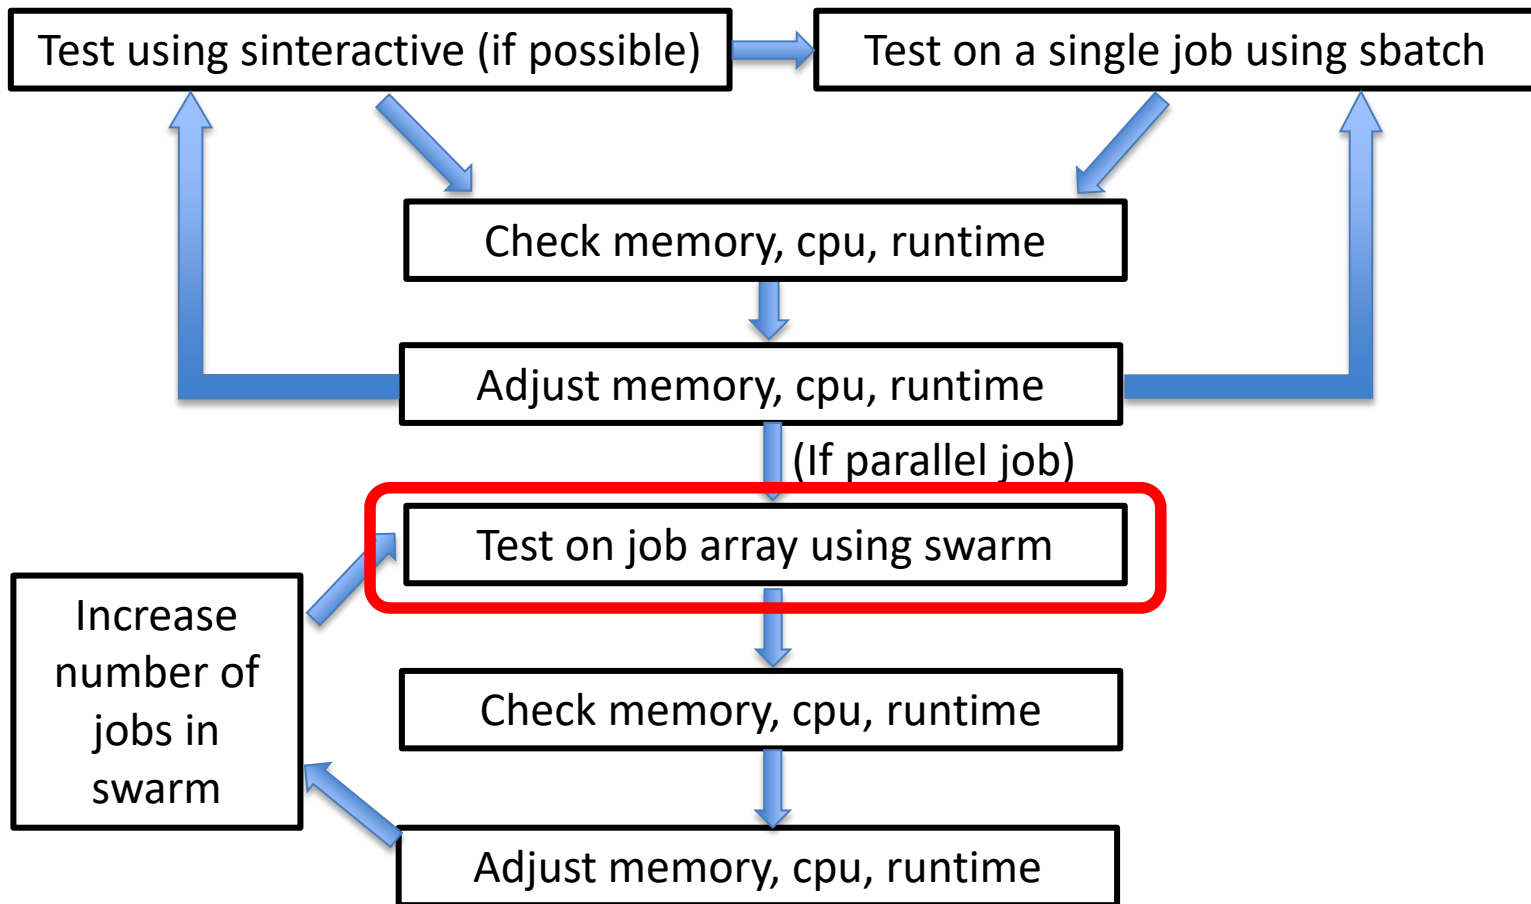 Test using sinteractive (if possible)
Test on a single job using sbatch
Check memory, cpu, runtime
Adjust memory, cpu, runtime
(If parallel job)
Test on job array using swarm
Increase
number of
jobs in
swarm
Check memory, cpu, runtime
Adjust memory, cpu, runtime